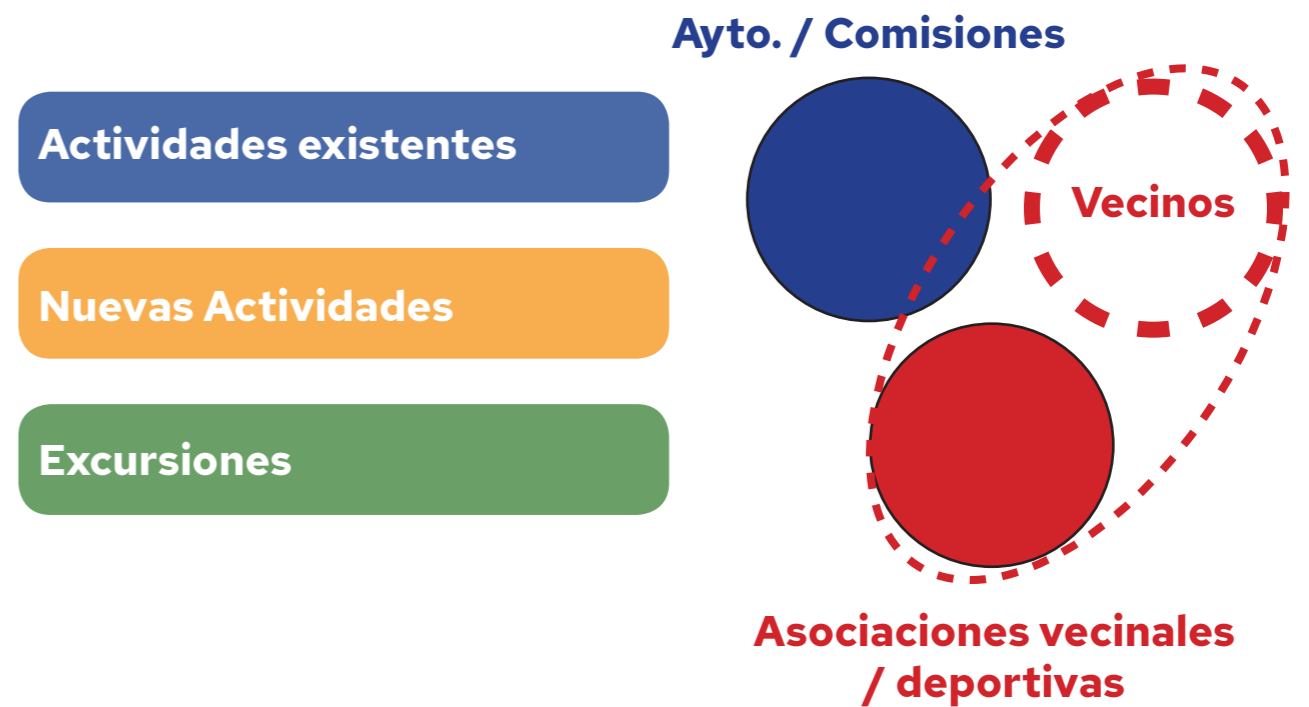 Ayto. / Comisiones
Actividades existentes
Vecinos
Nuevas Actividades
Excursiones
Asociaciones vecinales
/ deportivas